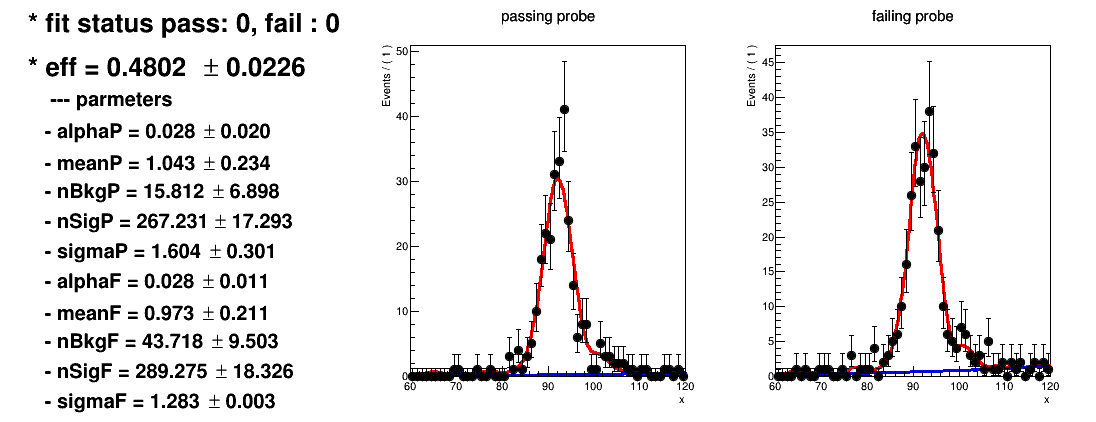 * fit status pass: 0, fail : 0
* eff = 0.4802 ± 0.0226
--- parmeters
- alphaP = 0.028 ± 0.020
- meanP = 1.043 ± 0.234
- nBkgP = 15.812 ± 6.898
- nSigP = 267.231 ± 17.293
- sigmaP = 1.604 ± 0.301
- alphaF = 0.028 ± 0.011
- meanF = 0.973 ± 0.211
- nBkgF = 43.718 ± 9.503
- nSigF = 289.275 ± 18.326
- sigmaF = 1.283 ± 0.003
passing probe
Events / ( 1 )
50
40
30
20
10
0
60 70 80 90 100 110 120
x
failing probe
Events / ( 1 )
45
40
35
30
25
20
15
10
5
0
60 70 80 90 100 110 120
x